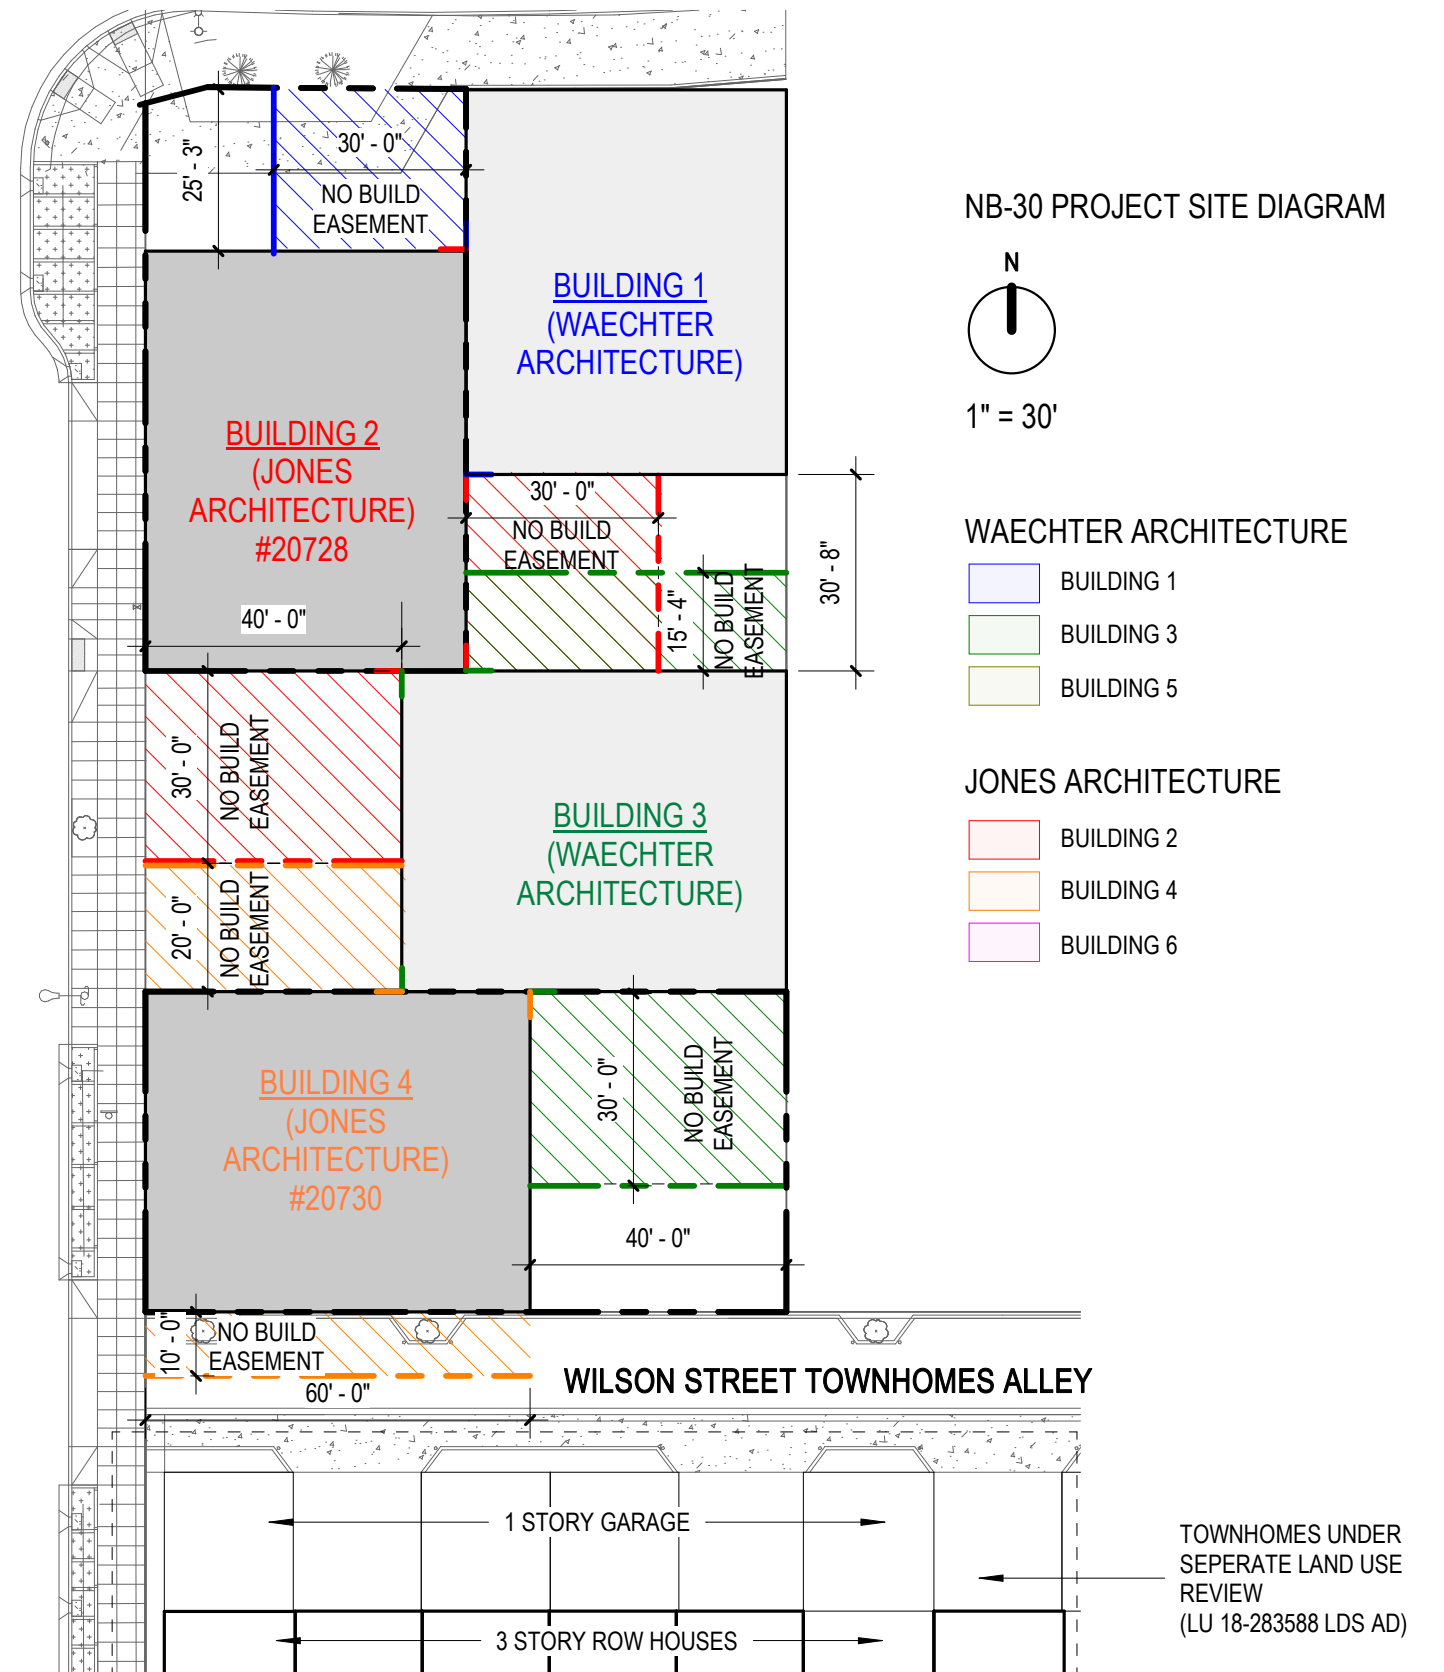 25' - 3"
30' - 0"
NO BUILD
EASEMENT
BUILDING 1
(WAECHTER
ARCHITECTURE)
NB-30 PROJECT SITE DIAGRAM
N
1" = 30'
BUILDING 2
(JONES
ARCHITECTURE)
#20728
40' - 0"
30' - 0"
NO BUILD
EASEMENT
15' - 4"
NO BUILD
EASEMENT
30' - 8"
WAECHTER ARCHITECTURE
BUILDING 1
BUILDING 3
BUILDING 5
JONES ARCHITECTURE
BUILDING 2
BUILDING 4
BUILDING 6
30' - 0"
NO BUILD
EASEMENT
20' - 0"
NO BUILD
EASEMENT
BUILDING 3
(WAECHTER
ARCHITECTURE)
BUILDING 4
(JONES
ARCHITECTURE)
#20730
30' - 0"
NO BUILD
EASEMENT
40' - 0"
10' - 0"
NO BUILD
EASEMENT
60' - 0"
WILSON STREET TOWNHOMES ALLEY
1 STORY GARAGE
3 STORY ROW HOUSES
TOWNHOMES UNDER
SEPERATE LAND USE
REVIEW
(LU 18-283588 LDS AD)